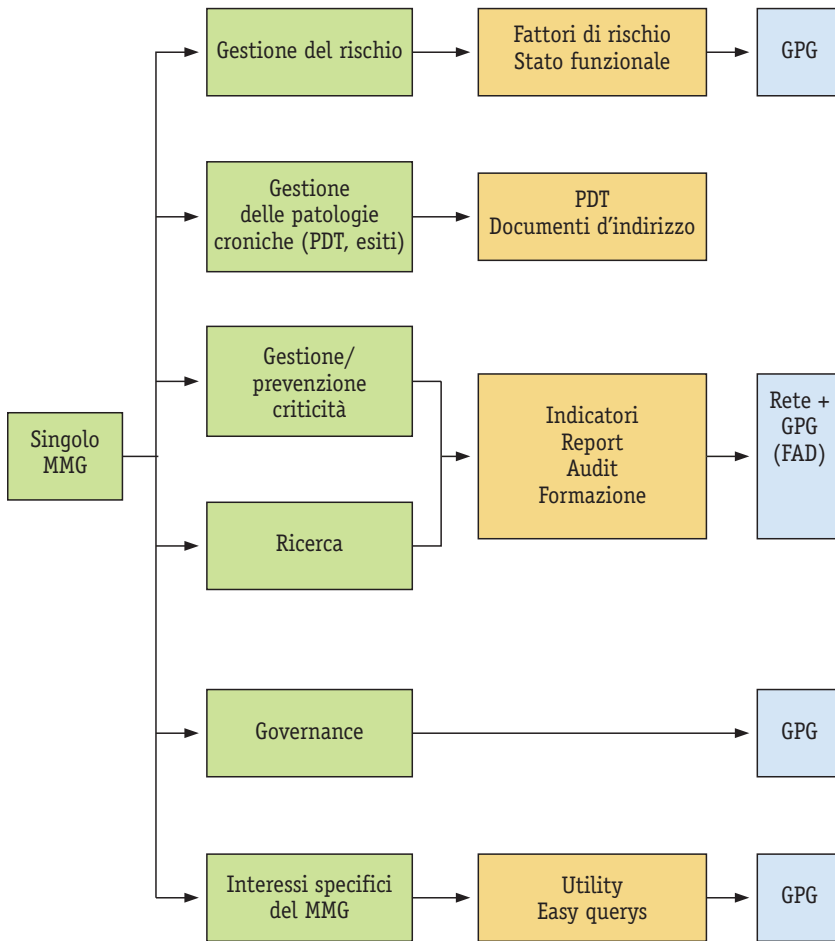 Gestione del rischio
Fattori di rischio
Stato funzionale
GPG
Gestione
delle patologie
croniche (PDT, esiti)
PDT
Documenti d'indirizzo
Gestione/
prevenzione
criticità
Singolo
MMG
Indicatori
Report
Audit
Formazione
Rete +
GPG
(FAD)
Ricerca
Governance
GPG
Interessi specifici
del MMG
Utility
Easy querys
GPG